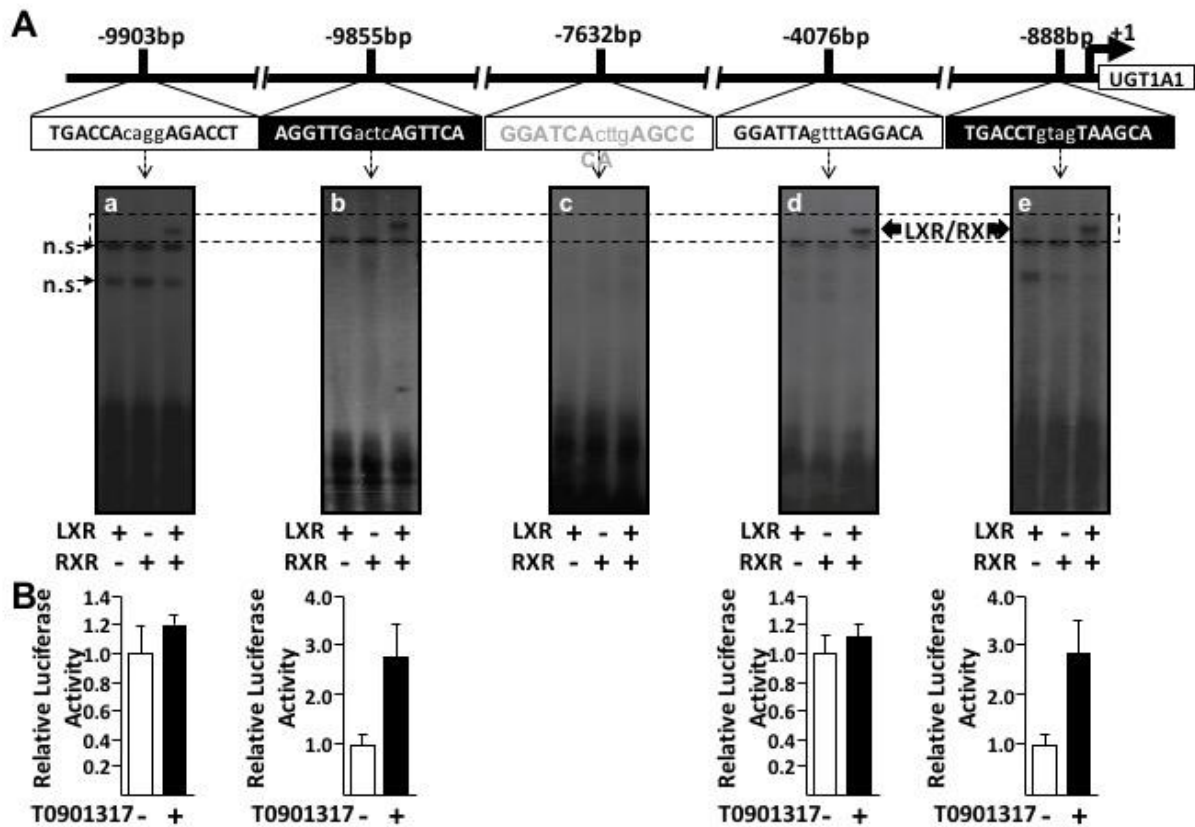 A
-9903bp -9855bp -7632bp -4076bp -888bp +1
UGT1A1
TGACCAcaggAGACCT AGGTTGactcAGTTCA GGATCActtgAGCC GGATTAgtttAGGACA TGACCTgtagTAAGCA
CA
a b c d e
n.s.
n.s.
LXR/RXR
LXR + - + LXR + - + LXR + - + LXR + - + LXR + - +
RXR - + + RXR - + + RXR - + + RXR - + + RXR - + +
B
Relative Luciferase
Activity
1.4
1.2
1.0
0.8
0.6
0.4
0.2
T0901317 - +
Relative Luciferase
Activity
4.0
3.0
2.0
1.0
T0901317 - +
Relative Luciferase
Activity
1.4
1.2
1.0
0.8
0.6
0.4
0.2
T0901317 - +
Relative Luciferase
Activity
4.0
3.0
2.0
1.0
T0901317 - +